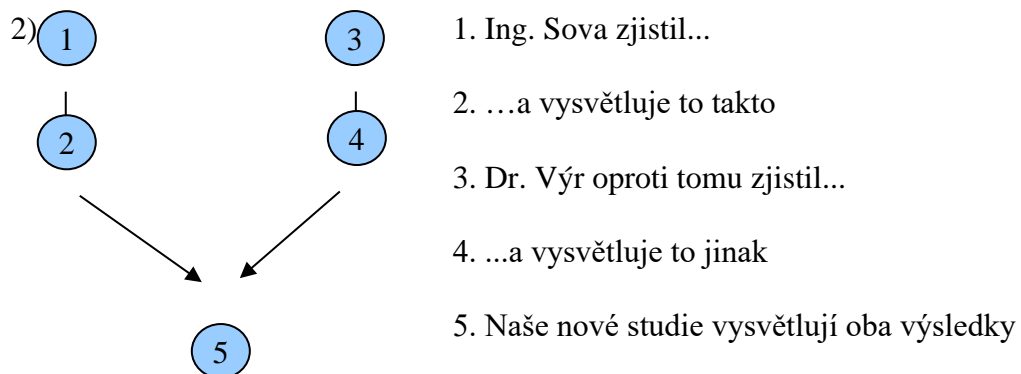 2)
1
3
2
4
5
1. Ing. Sova zjistil...
2. …a vysvětluje to takto
3. Dr. Výr oproti tomu zjistil...
4. ...a vysvětluje to jinak
5. Naše nové studie vysvětlují oba výsledky